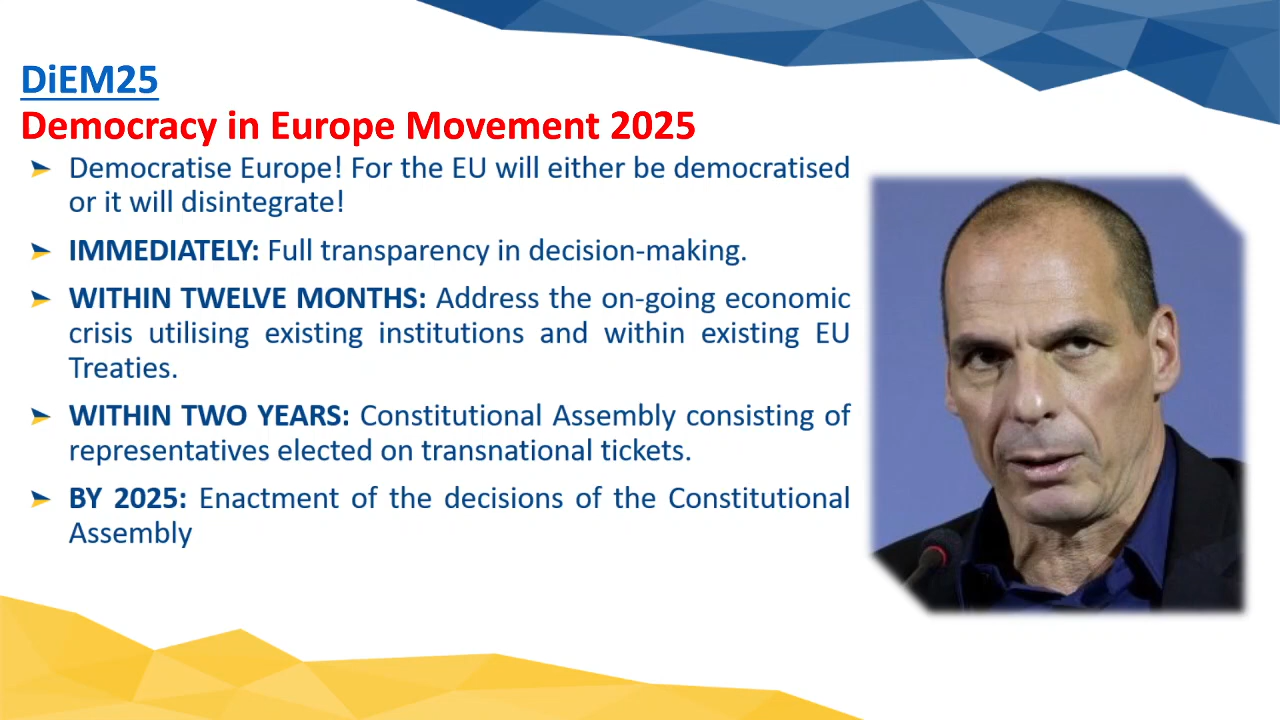 DiEM25
Democracy in Europe Movement 2025
Democratise Europe! For the EU will either be democratised
or it will disintegrate!
IMMEDIATELY: Full transparency in decision-making.
WITHIN TWELVE MONTHS: Address the on-going economic
crisis utilising existing institutions and within existing EU
Treaties.
WITHIN TWO YEARS: Constitutional Assembly consisting of
representatives elected on transnational tickets.
BY 2025: Enactment of the decisions of the Constitutional
Assembly